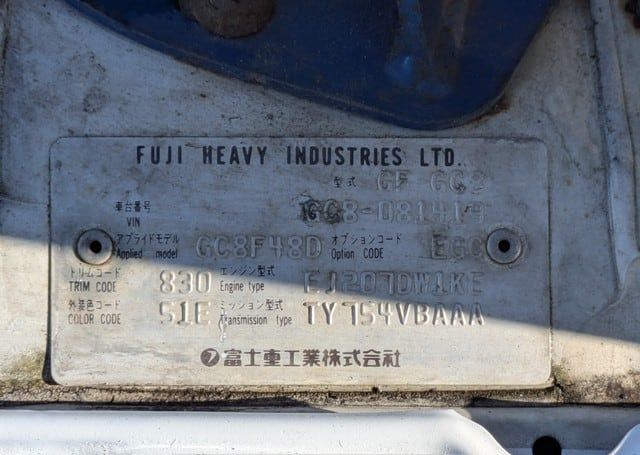 FUJI HEAVY INDUSTRIES LTD.
型式 GF-GC8
車台番号 VIN GC8-081419
アプライドモデル Applied model GC8F48D オプションコード Option CODE EGC
トリムコード TRIM CODE 830 エンジン型式 Engine type EJ207DW1KE
外装色コード COLOR CODE 51E ミッション型式 Transmission type TY754VBAAA
富士重工業株式会社